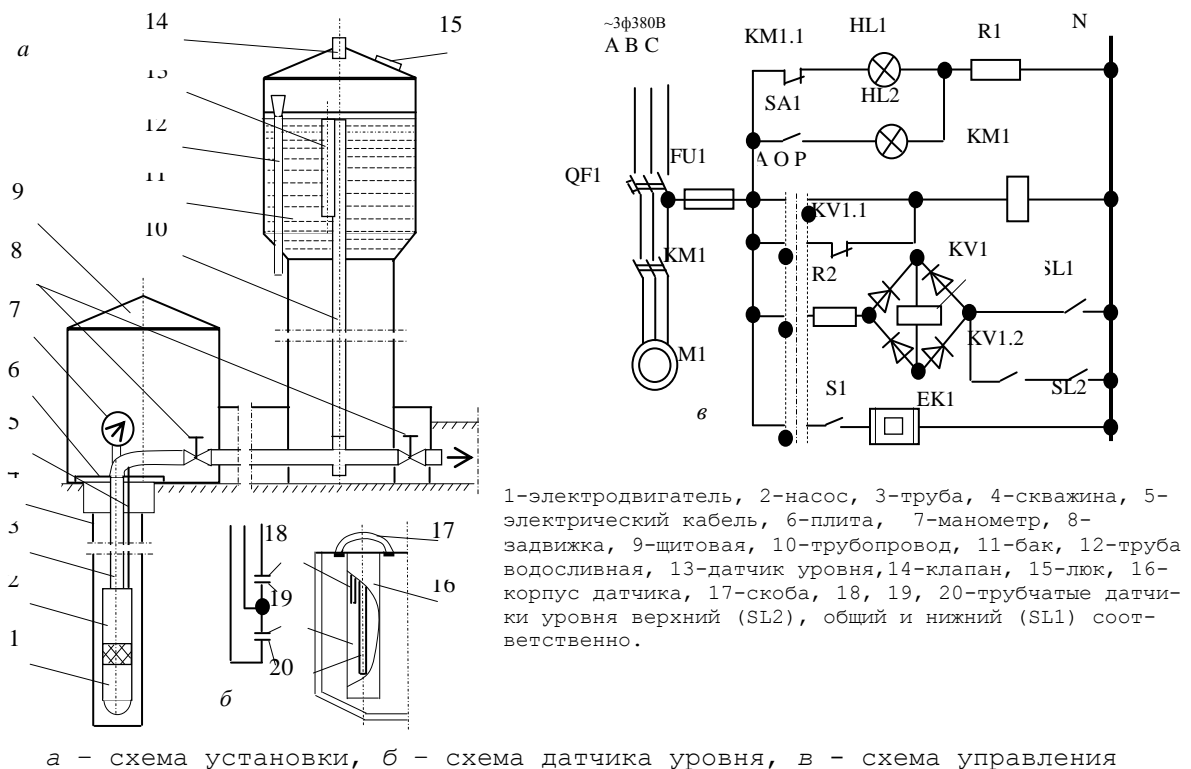 а
14
15
12
10
9
8
7
6
5
3
2
1
18
19
20
17
16
б
~3ф380В
А В С
QF1
FU1
KM1
M1
KM1.1
HL1
R1
N
SA1
HL2
KM1
А О Р
KV1.1
KV1
R2
SL1
KV1.2
S1
EK1
SL2
в
1-электродвигатель, 2-насос, 3-труба, 4-скважина, 5-
электрический кабель, 6-плита, 7-манометр, 8-
задвижка, 9-щитовая, 10-трубопровод, 11-бак, 12-труба
водосливная, 13-датчик уровня,14-клапан, 15-люк, 16-
корпус датчика, 17-скоба, 18, 19, 20-трубчатые датчи-
ки уровня верхний (SL2), общий и нижний (SL1) соот-
ветственно.
а – схема установки, б – схема датчика уровня, в - схема управления